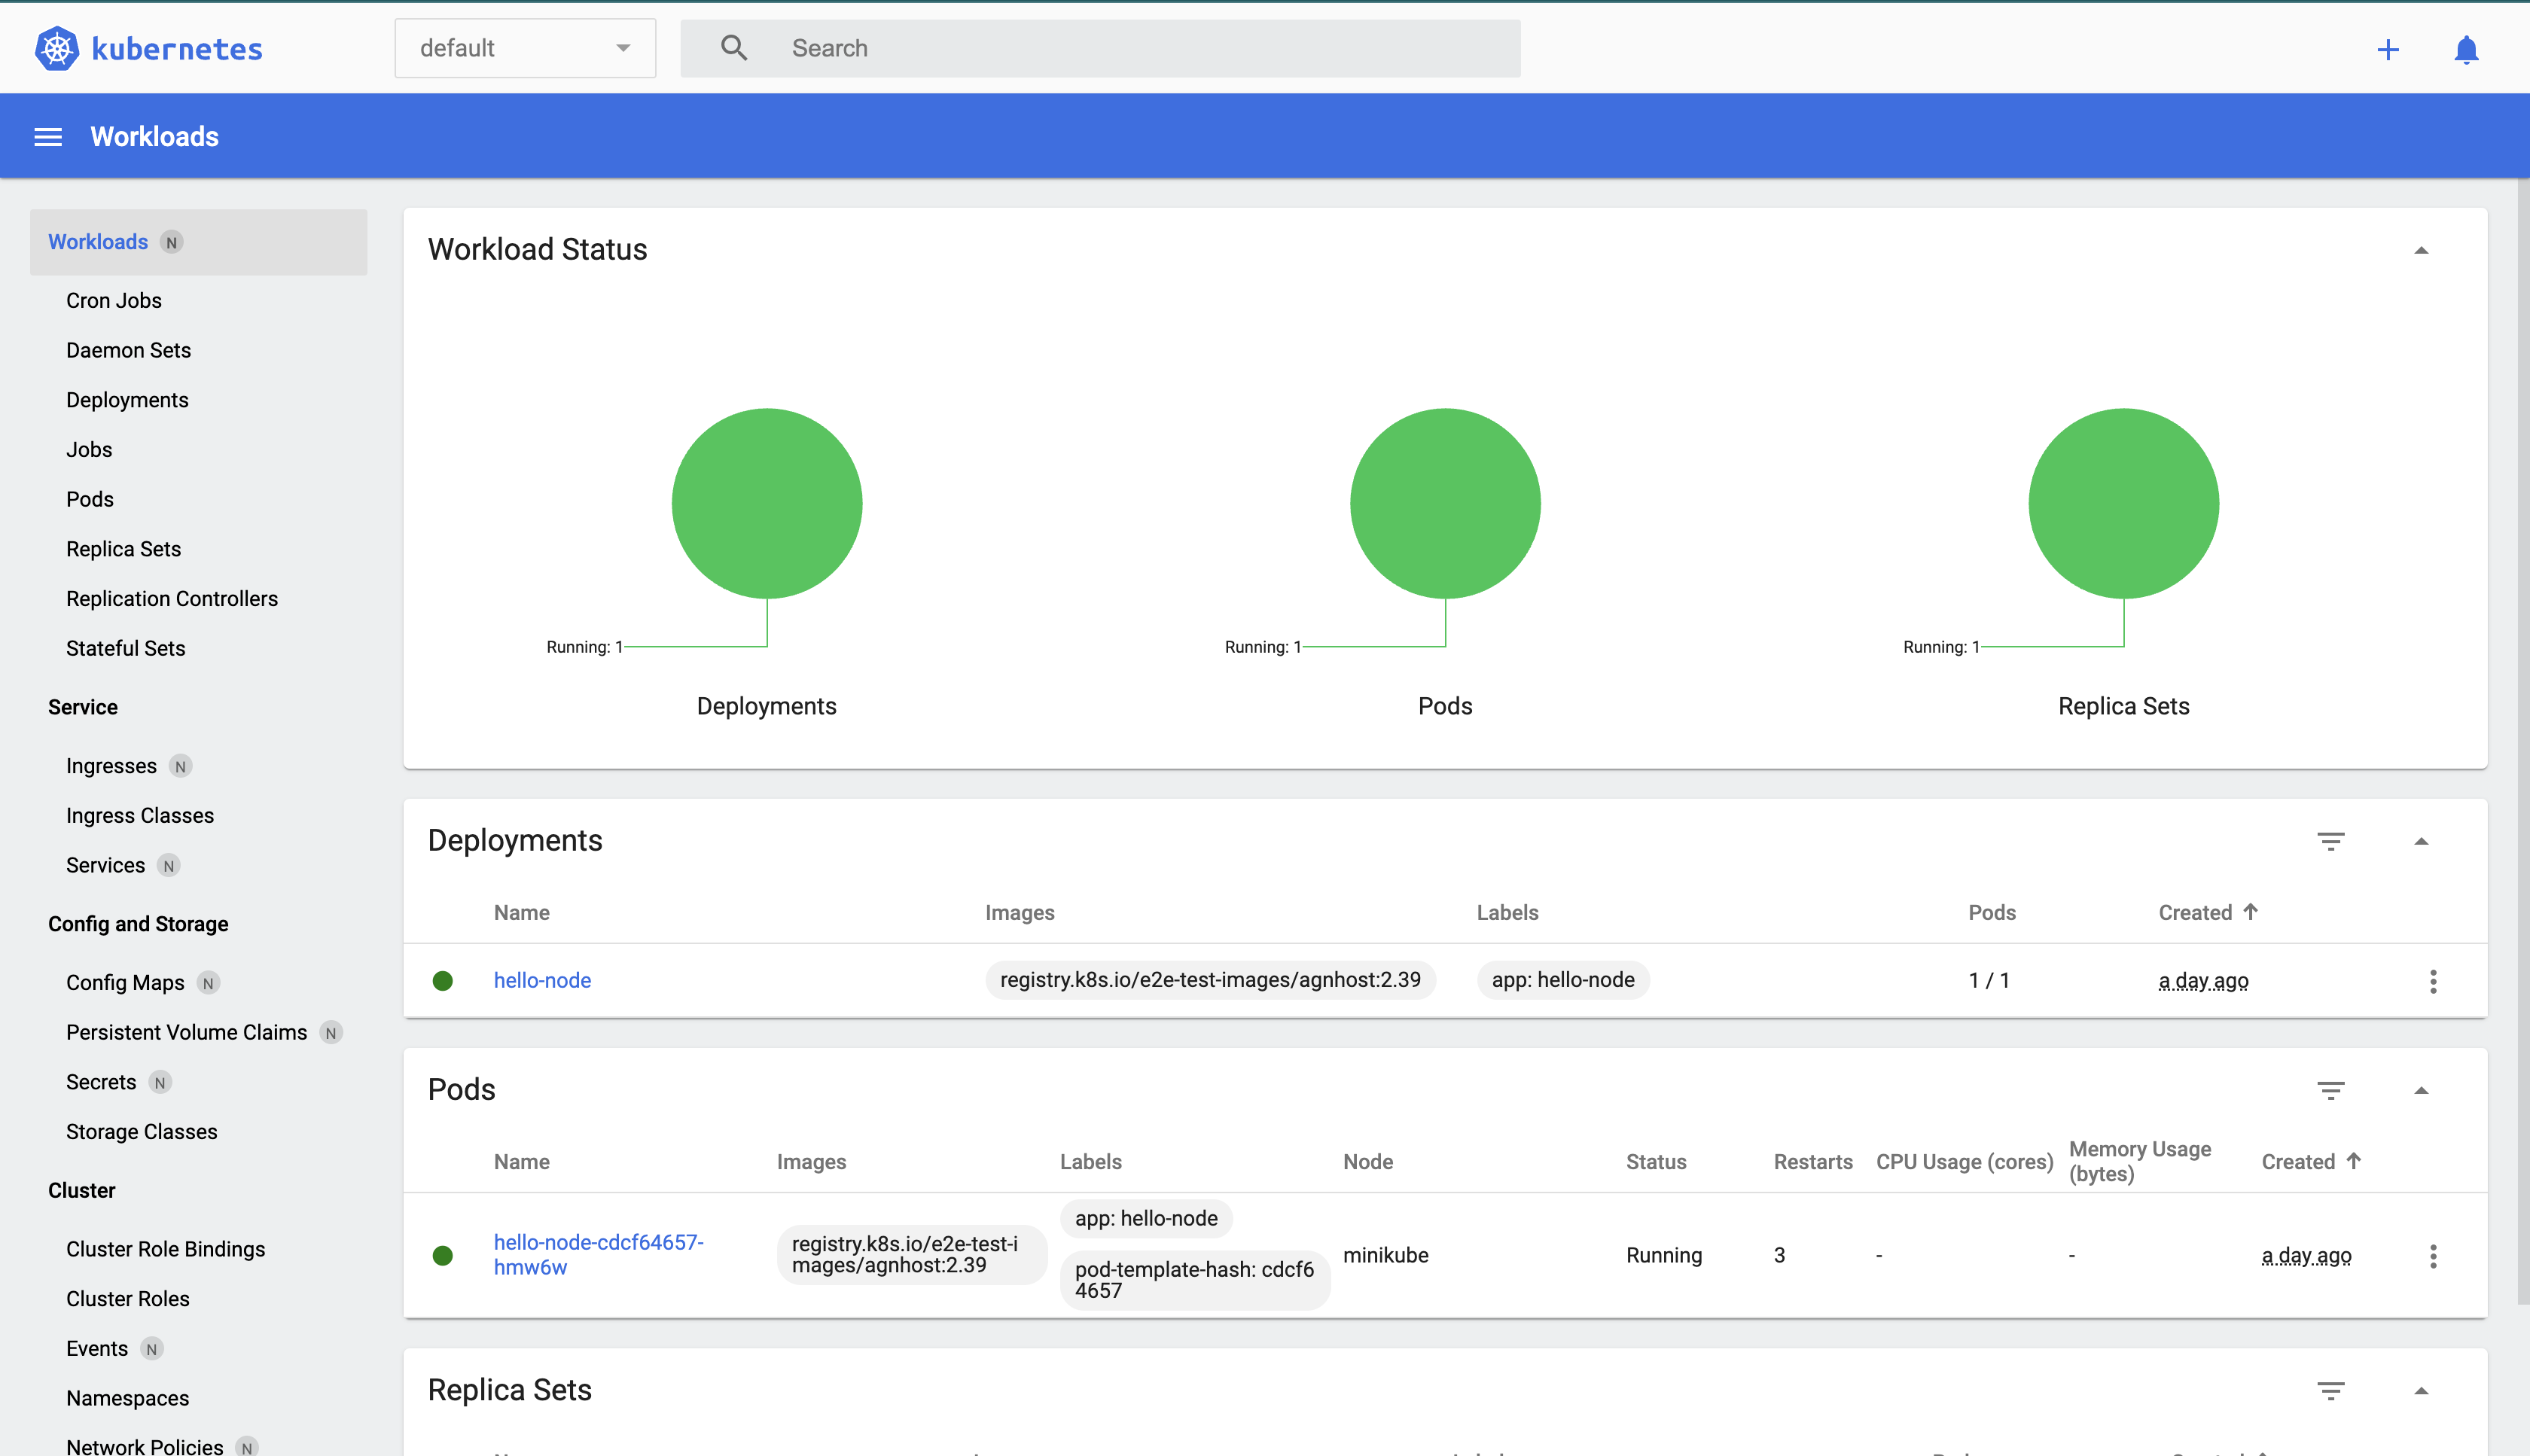 kubernetes
default
Search
Workloads
Workloads N
Cron Jobs
Daemon Sets
Deployments
Jobs
Pods
Replica Sets
Replication Controllers
Stateful Sets
Service
Ingresses N
Ingress Classes
Services N
Config and Storage
Config Maps N
Persistent Volume Claims N
Secrets N
Storage Classes
Cluster
Cluster Role Bindings
Cluster Roles
Events N
Namespaces
Network Policies N
Workload Status
Running: 1
Deployments
Running: 1
Pods
Running: 1
Replica Sets
Deployments
Name Images Labels Pods Created
hello-node registry.k8s.io/e2e-test-images/agnhost:2.39 app: hello-node 1 / 1 a day ago
Pods
Name Images Labels Node Status Restarts CPU Usage (cores) Memory Usage
(bytes) Created
hello-node-cdcf64657-
hmw6w
registry.k8s.io/e2e-test-i
mages/agnhost:2.39
app: hello-node
pod-template-hash: cdcf6
4657
minikube Running 3 - - a day ago
Replica Sets